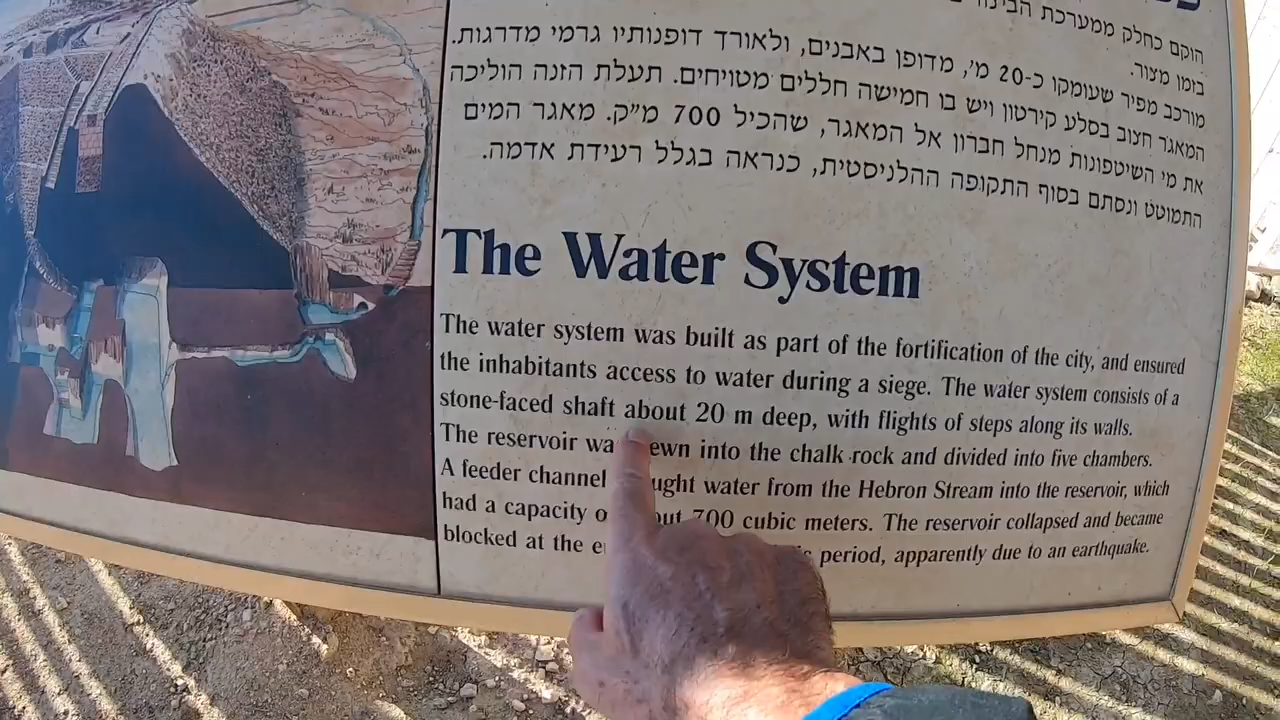 הוקם כחלק ממערכת
בזמן מצור.
מורכב מפיר שעומקו כ-20 מ', מדופן באבנים, ולאורך דופנותיו גרמי מדרגות.
המאגר חצוב בסלע קירטון ויש בו חמישה חללים מטויחים. תעלת הזנה הוליכה
את מי השיטפונות מנחל חברון אל המאגר, שהכיל 700 מ"ק. מאגר המים
התמוטט ונסתם בסוף התקופה ההלניסטית, כנראה בגלל רעידת אדמה.
The Water System
The water system was built as part of the fortification of the city, and ensured
the inhabitants access to water during a siege. The water system consists of a
stone-faced shaft about 20 m deep, with flights of steps along its walls.
The reservoir wa ewn into the chalk rock and divided into five chambers.
A feeder channel ught water from the Hebron Stream into the reservoir, which
had a capacity o out 700 cubic meters. The reservoir collapsed and became
blocked at the e period, apparently due to an earthquake.